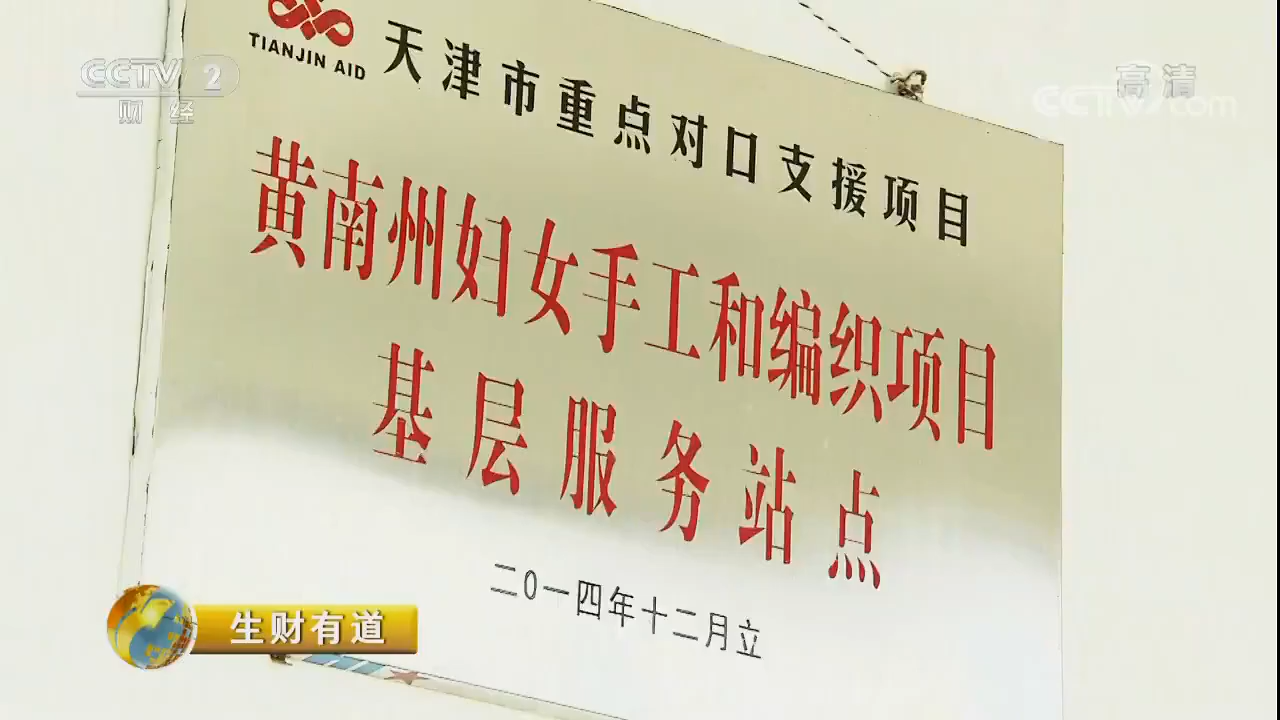 CCTV 2
财经
高清
CCTV.com
TIANJIN AID
天津市重点对口支援项目
黄南州妇女手工和编织项目
基层服务站点
二0一四年十二月立
生财有道